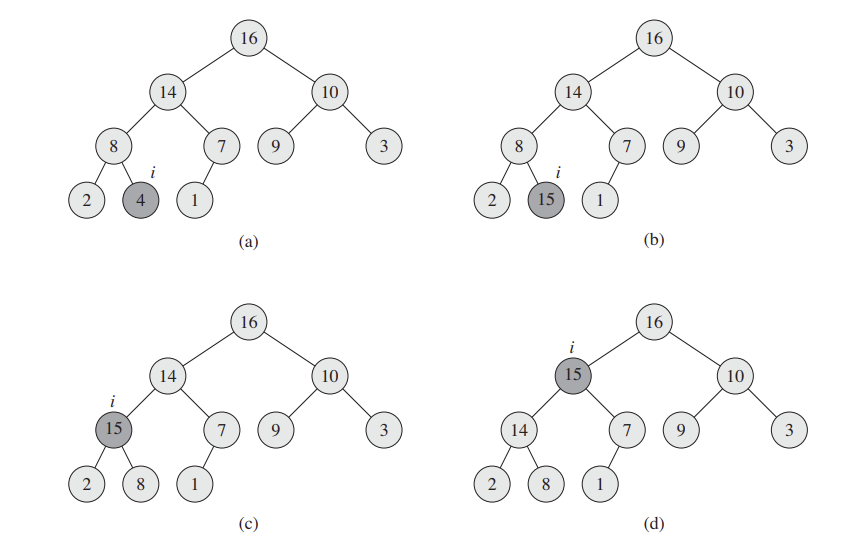 16 16
14 10 14 10
8 7 9 3 8 7 9 3
i i
2 4 1 2 15 1
(a) (b)
16 16
i
14 10 15 10
i
15 7 9 3 14 7 9 3
2 8 1 2 8 1
(c) (d)